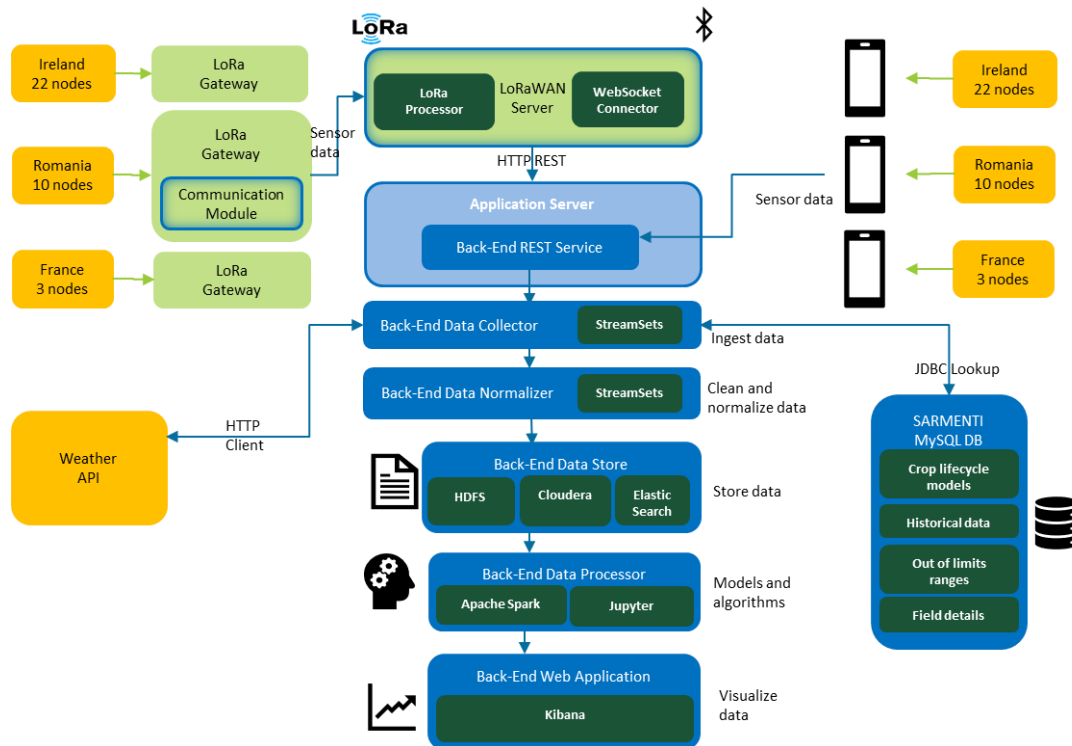 LoRa
Ireland
22 nodes
LoRa
Gateway
LoRa
Processor
LoRaWAN
Server
WebSocket
Connector
Ireland
22 nodes
Romania
10 nodes
LoRa
Gateway
Communication
Module
Sensor
data
HTTP REST
Application Server
Back-End REST Service
Sensor data
Romania
10 nodes
France
3 nodes
LoRa
Gateway
France
3 nodes
Back-End Data Collector
StreamSets
Ingest data
JDBC Lookup
Back-End Data Normalizer
StreamSets
Clean and
normalize data
HTTP
Client
Weather
API
Back-End Data Store
HDFS
Cloudera
Elastic
Search
Store data
SARMENTI
MySQL DB
Crop lifecycle
models
Historical data
Out of limits
ranges
Field details
Back-End Data Processor
Apache Spark
Jupyter
Models and
algorithms
Back-End Web Application
Kibana
Visualize
data